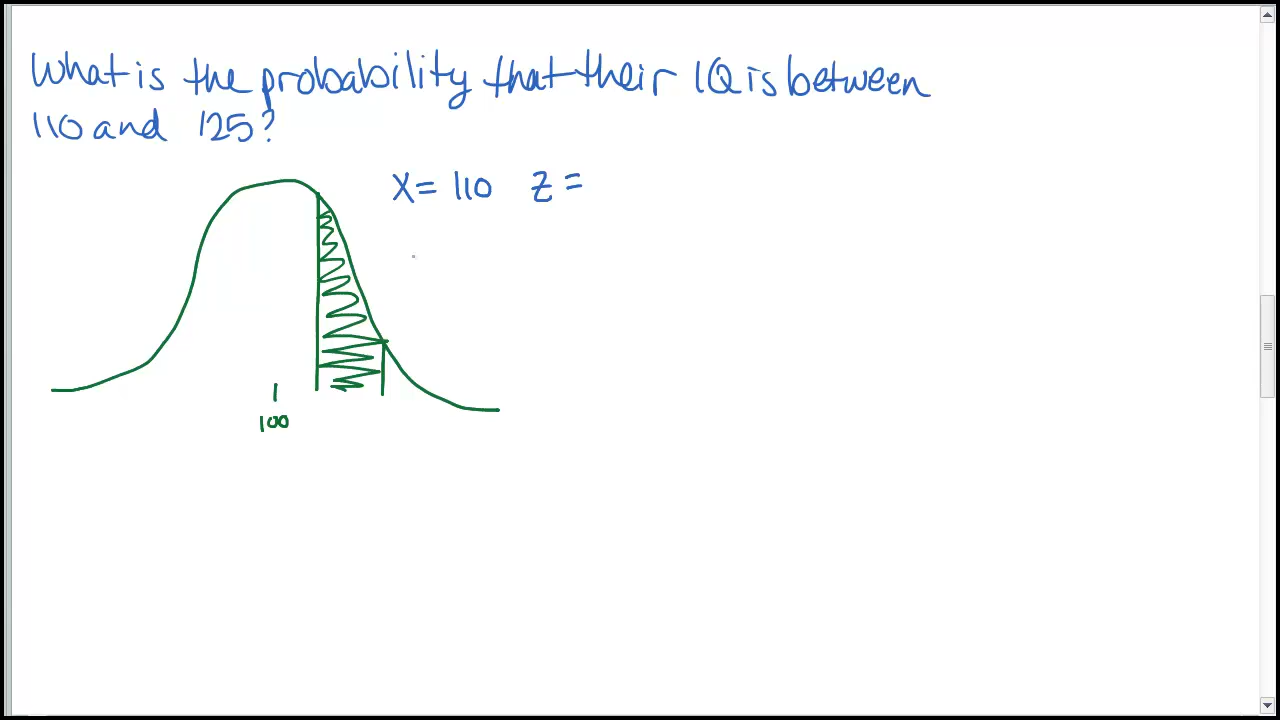 What is the probability that their IQ is between
110 and 125?
X = 110 Z =
100